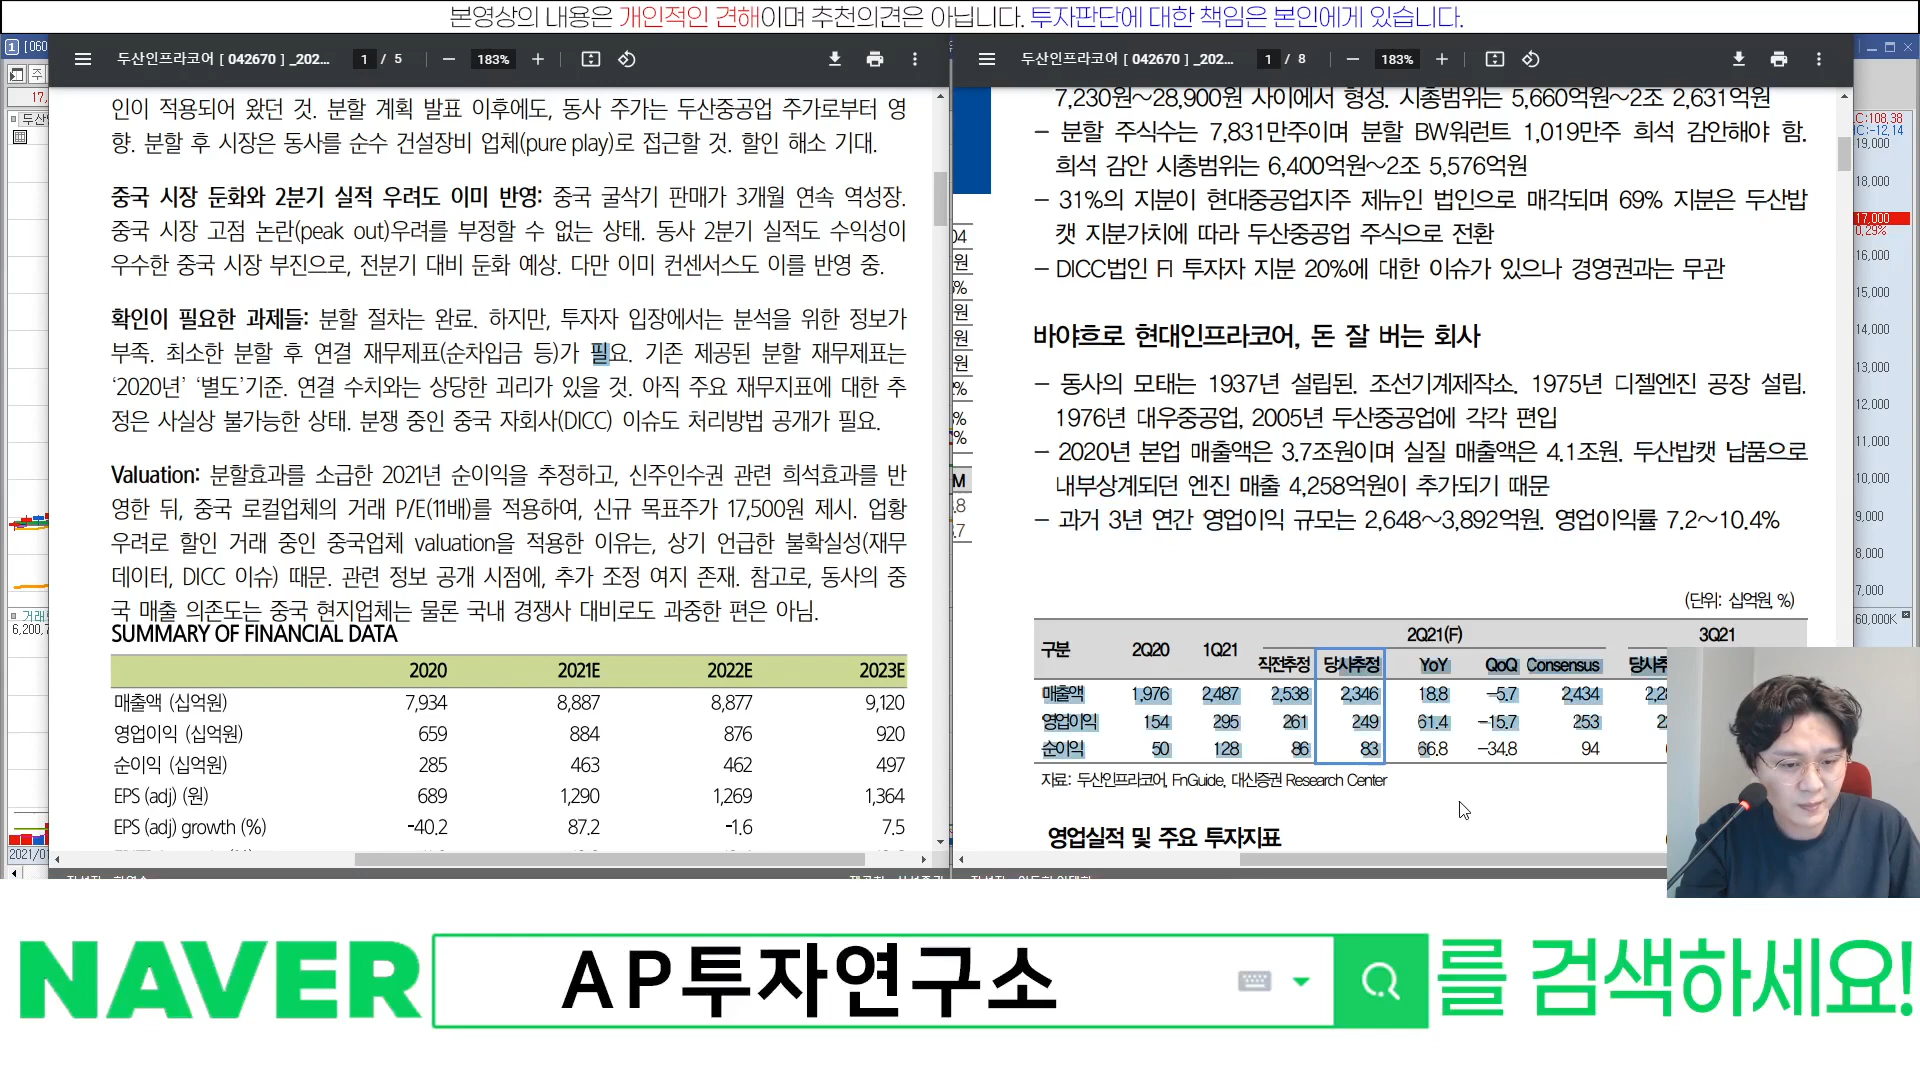 본영상의 내용은 개인적인 견해이며 추천의견은 아닙니다. 투자판단에 대한 책임은 본인에게 있습니다.
두산인프라코어 [ 042670 ] _202... 1 / 5 183%
인이 적용되어 왔던 것. 분할 계획 발표 이후에도, 동사 주가는 두산중공업 주가로부터 영
향. 분할 후 시장은 동사를 순수 건설장비 업체(pure play)로 접근할 것. 할인 해소 기대.
중국 시장 둔화와 2분기 실적 우려도 이미 반영: 중국 굴삭기 판매가 3개월 연속 역성장.
중국 시장 고점 논란(peak out)우려를 부정할 수 없는 상태. 동사 2분기 실적도 수익성이
우수한 중국 시장 부진으로, 전분기 대비 둔화 예상. 다만 이미 컨센서스도 이를 반영 중.
확인이 필요한 과제들: 분할 절차는 완료. 하지만, 투자자 입장에서는 분석을 위한 정보가
부족. 최소한 분할 후 연결 재무제표(순차입금 등)가 필요. 기존 제공된 분할 재무제표는
‘2020년’ ‘별도’기준. 연결 수치와는 상당한 괴리가 있을 것. 아직 주요 재무지표에 대한 추
정은 사실상 불가능한 상태. 분쟁 중인 중국 자회사(DICC) 이슈도 처리방법 공개가 필요.
Valuation: 분할효과를 소급한 2021년 순이익을 추정하고, 신주인수권 관련 희석효과를 반
영한 뒤, 중국 로컬업체의 거래 P/E(11배)를 적용하여, 신규 목표주가 17,500원 제시. 업황
우려로 할인 거래 중인 중국업체 valuation을 적용한 이유는, 상기 언급한 불확실성(재무
데이터, DICC 이슈) 때문. 관련 정보 공개 시점에, 추가 조정 여지 존재. 참고로, 동사의 중
국 매출 의존도는 중국 현지업체는 물론 국내 경쟁사 대비로도 과중한 편은 아님.
SUMMARY OF FINANCIAL DATA
2020 2021E 2022E 2023E
매출액 (십억원) 7,934 8,887 8,877 9,120
영업이익 (십억원) 659 884 876 920
순이익 (십억원) 285 463 462 497
EPS (adj) (원) 689 1,290 1,269 1,364
EPS (adj) growth (%) -40.2 87.2 -1.6 7.5
두산인프라코어 [ 042670 ] _202... 1 / 8 183%
7,230원~28,900원 사이에서 형성. 시총범위는 5,660억원~2조 2,631억원
– 분할 주식수는 7,831만주이며 분할 BW워런트 1,019만주 희석 감안해야 함.
희석 감안 시총범위는 6,400억원~2조 5,576억원
– 31%의 지분이 현대중공업지주 제뉴인 법인으로 매각되며 69% 지분은 두산밥
캣 지분가치에 따라 두산중공업 주식으로 전환
– DICC법인 FI 투자자 지분 20%에 대한 이슈가 있으나 경영권과는 무관
바야흐로 현대인프라코어, 돈 잘 버는 회사
– 동사의 모태는 1937년 설립된. 조선기계제작소. 1975년 디젤엔진 공장 설립.
1976년 대우중공업, 2005년 두산중공업에 각각 편입
– 2020년 본업 매출액은 3.7조원이며 실질 매출액은 4.1조원. 두산밥캣 납품으로
내부상계되던 엔진 매출 4,258억원이 추가되기 때문
– 과거 3년 연간 영업이익 규모는 2,648~3,892억원. 영업이익률 7.2~10.4%
(단위: 십억원, %)
구분 2Q20 1Q21 2Q21(F) 3Q21
직전추정 당사추정 YoY QoQ Consensus 당사추
매출액 1,976 2,487 2,538 2,346 18.8 –5.7 2,434
영업이익 154 295 261 249 61.4 –15.7 253
순이익 50 128 86 83 66.8 –34.8 94
자료: 두산인프라코어, FnGuide, 대신증권 Research Center
영업실적 및 주요 투자지표
19,000
18,000
17,000
0.29%
16,000
15,000
14,000
13,000
12,000
11,000
10,000
9,000
8,000
7,000
60,000K
NAVER AP투자연구소 를 검색하세요!